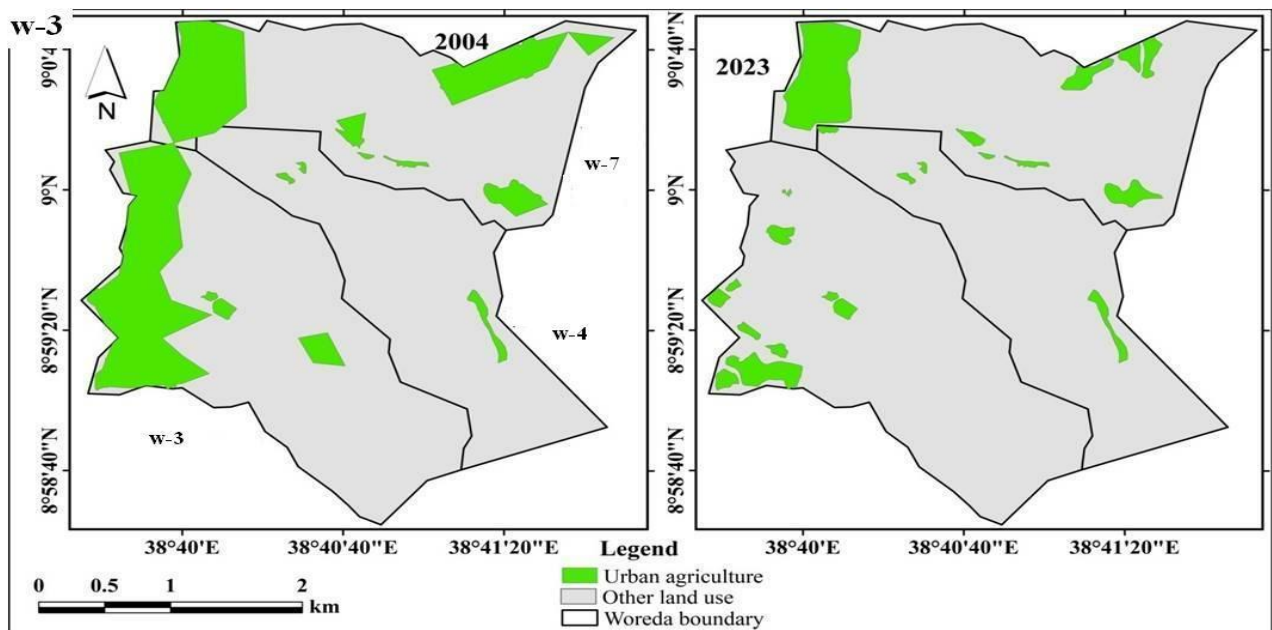 w-3
2004
2023
N
9°0'40''N
9°N
8°59'20''N
8°58'40''N
w-7
w-4
w-3
9°0'40''N
9°N
8°59'20''N
8°58'40''N
38°40'E
38°40'40''E
38°41'20''E
38°40'E
38°40'40''E
38°41'20''E
Legend
Urban agriculture
Other land use
Woreda boundary
0 0.5 1 2
km